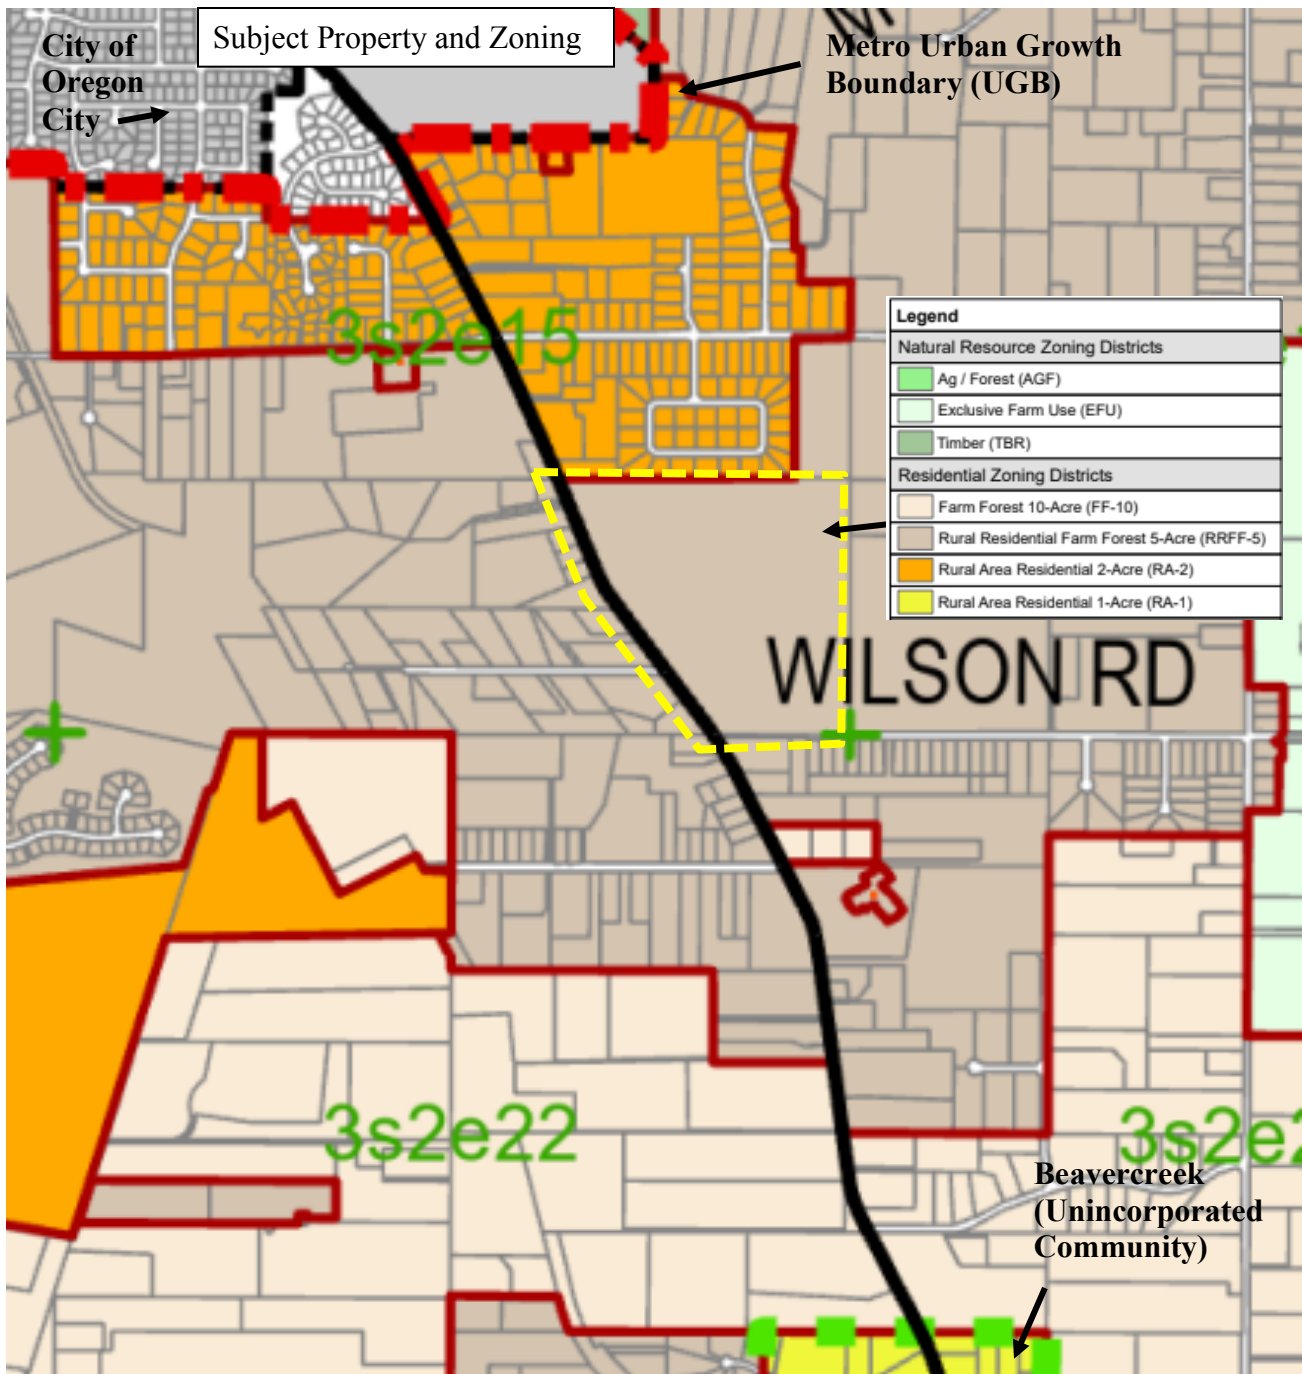 Subject Property and Zoning
City of
Oregon
City
Metro Urban Growth
Boundary (UGB)
3s2e15
Legend
Natural Resource Zoning Districts
Ag / Forest (AGF)
Exclusive Farm Use (EFU)
Timber (TBR)
Residential Zoning Districts
Farm Forest 10-Acre (FF-10)
Rural Residential Farm Forest 5-Acre (RRFF-5)
Rural Area Residential 2-Acre (RA-2)
Rural Area Residential 1-Acre (RA-1)
WILSON RD
3s2e22
3s2e2
Beavercreek
(Unincorporated
Community)